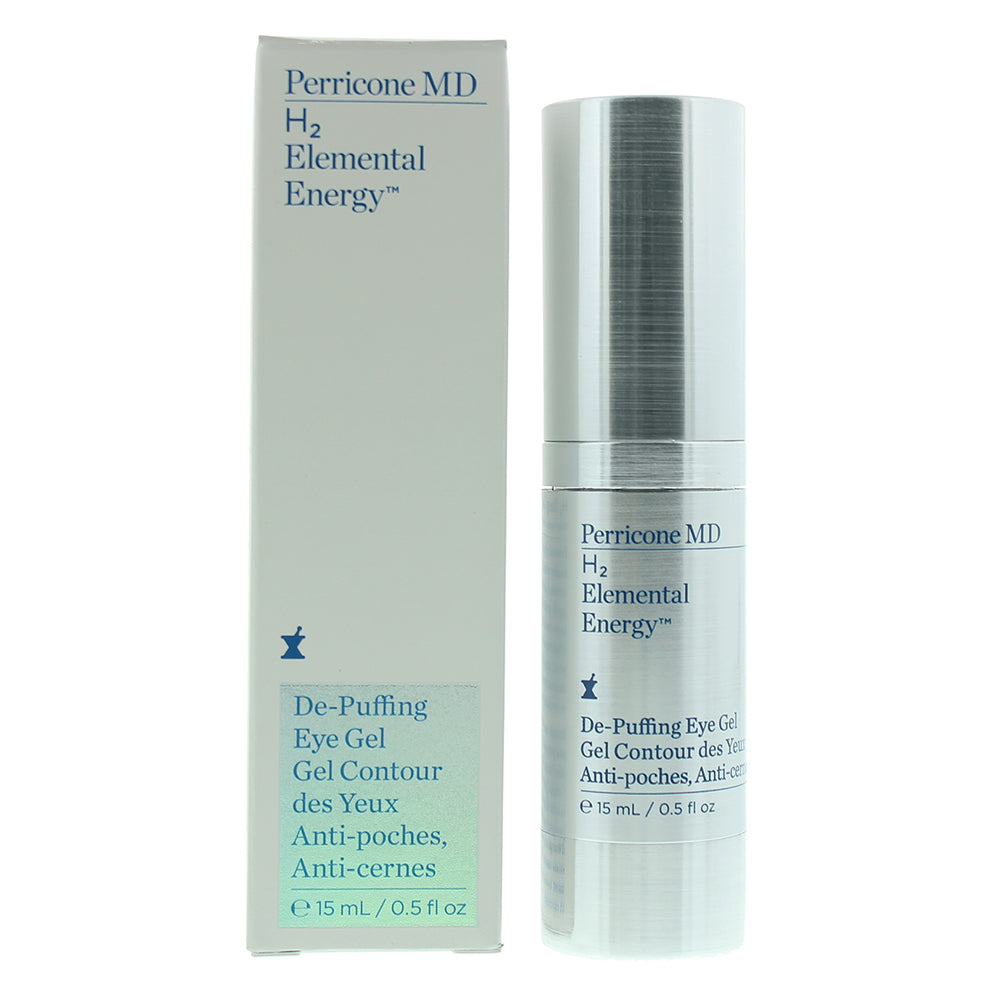 Perricone MD
H₂
Elemental
Energy™
De-Puffing
Eye Gel
Gel Contour
des Yeux
Anti-poches,
Anti-cernes
℮ 15 mL / 0.5 fl oz
Perricone MD
H₂
Elemental
Energy™
De-Puffing Eye Gel
Gel Contour des
Anti-poches,
℮ 15 mL / 0.5 fl oz